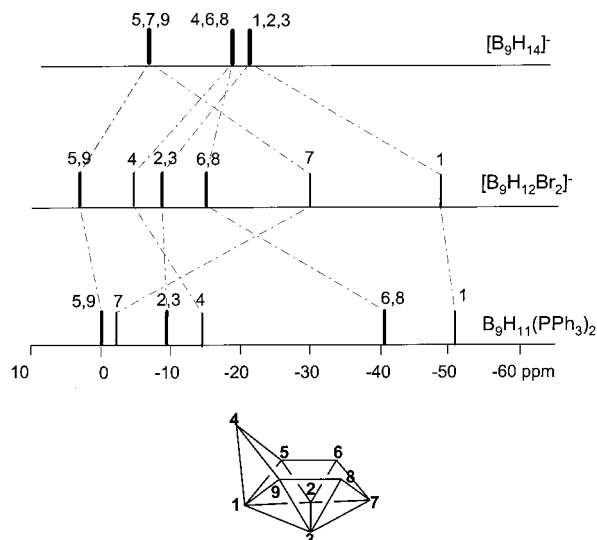 5,7,9 4,6,8 1,2,3
[B₉H₁₄]⁻
5,9 4 2,3 6,8 7 1
[B₉H₁₂Br₂]⁻
5,9 7 2,3 4 6,8 1
B₉H₁₁(PPh₃)₂
10 0 -10 -20 -30 -40 -50 -60 ppm
4
5 6
9 2 8
1 7
3